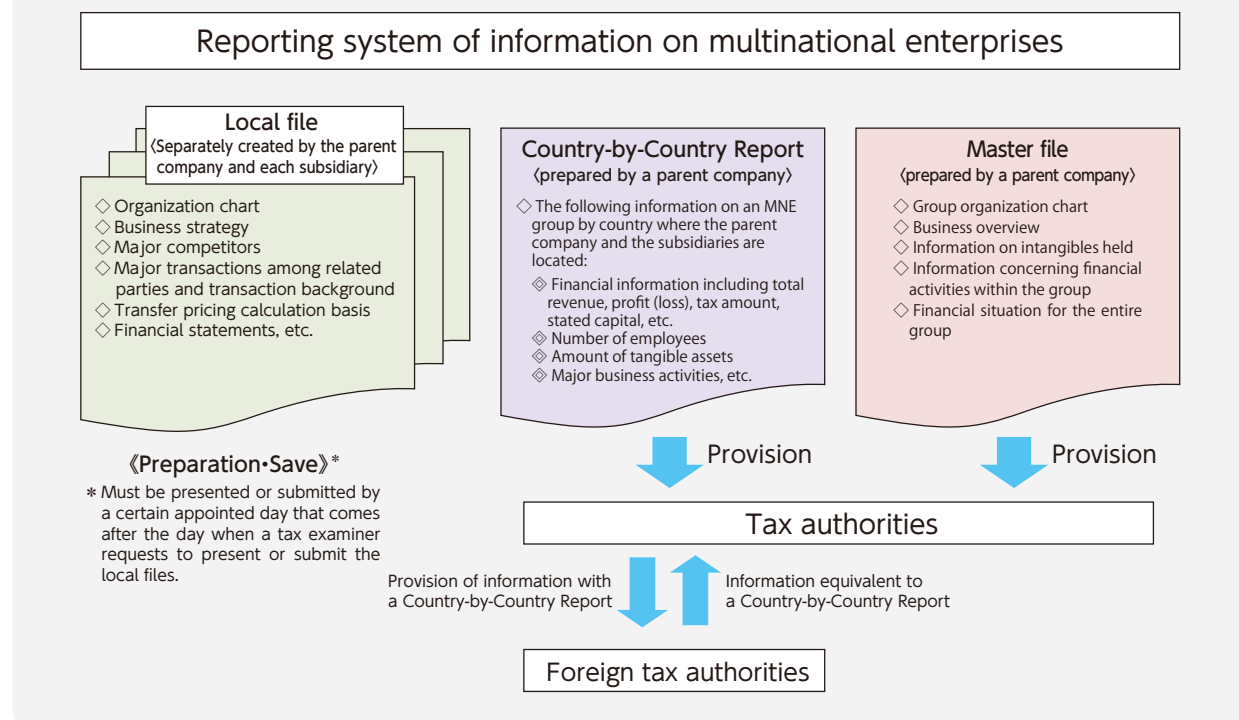 Reporting system of information on multinational enterprises
Local file
〈Separately created by the parent
company and each subsidiary〉
◇ Organization chart
◇ Business strategy
◇ Major competitors
◇ Major transactions among related
parties and transaction background
◇ Transfer pricing calculation basis
◇ Financial statements, etc.
《Preparation・Save》*
* Must be presented or submitted by
a certain appointed day that comes
after the day when a tax examiner
requests to present or submit the
local files.
Country-by-Country Report
〈prepared by a parent company〉
◇ The following information on an MNE
group by country where the parent
company and the subsidiaries are
located:
◈ Financial information including total
revenue, profit (loss), tax amount,
stated capital, etc.
◈ Number of employees
◈ Amount of tangible assets
◈ Major business activities, etc.
Master file
〈prepared by a parent company〉
◇ Group organization chart
◇ Business overview
◇ Information on intangibles held
◇ Information concerning financial
activities within the group
◇ Financial situation for the entire
group
Provision
Provision
Tax authorities
Provision of information with
a Country-by-Country Report
Information equivalent to
a Country-by-Country Report
Foreign tax authorities